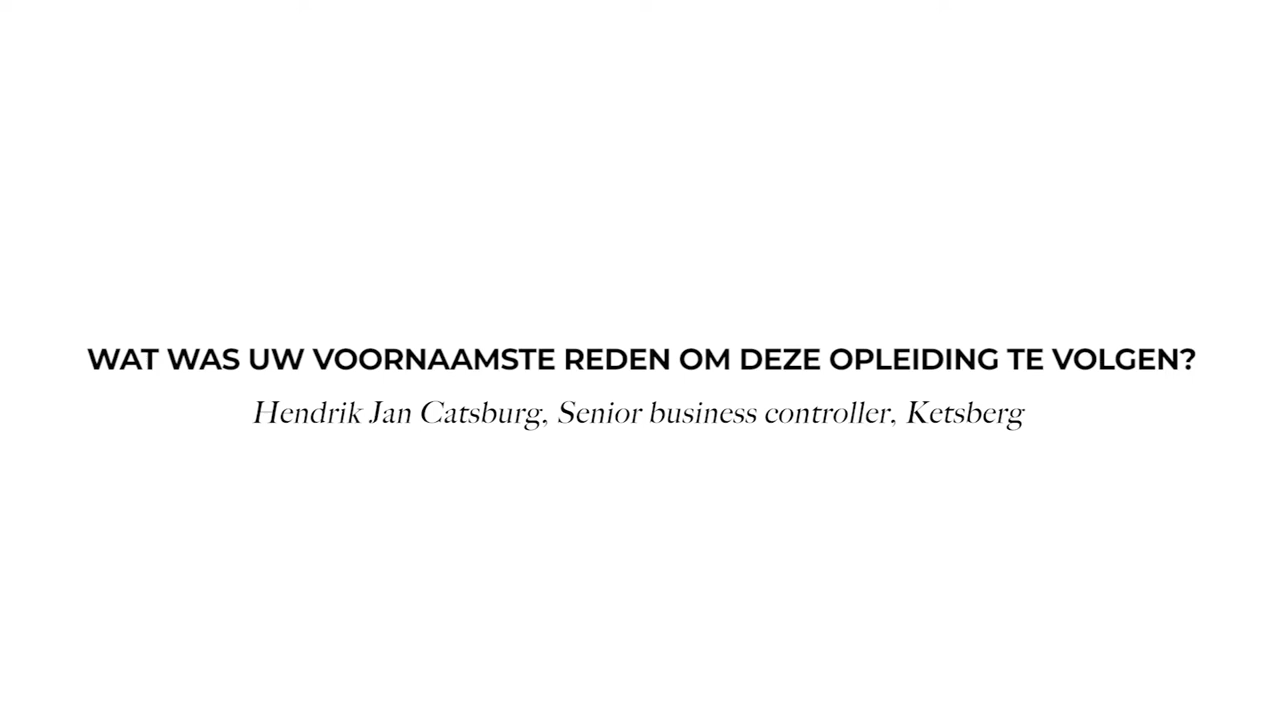 WAT WAS UW VOORNAAMSTE REDEN OM DEZE OPLEIDING TE VOLGEN?
Hendrik Jan Catsburg, Senior business controller, Ketsberg